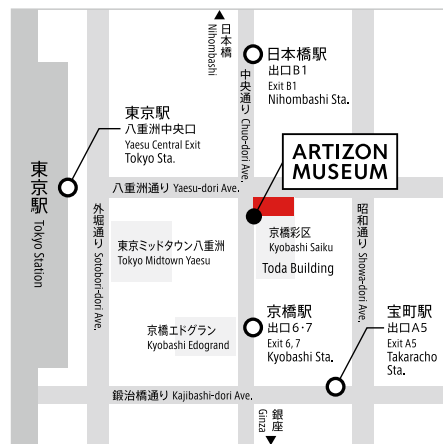 日本橋
Nihombashi
日本橋駅
出口B1
Exit B1
Nihombashi Sta.
中央通り Chuo-dori Ave.
東京駅
八重洲中央口
Yaesu Central Exit
Tokyo Sta.
ARTIZON
MUSEUM
東京駅 Tokyo Station
八重洲通り Yaesu-dori Ave.
外堀通り Sotobori-dori Ave.
東京ミッドタウン八重洲
Tokyo Midtown Yaesu
京橋彩区
Kyobashi Saiku
Toda Building
昭和通り Showa-dori Ave.
京橋エドグラン
Kyobashi Edogrand
京橋駅
出口6・7
Exit 6, 7
Kyobashi Sta.
宝町駅
出口A5
Exit A5
Takaracho
Sta.
鍛冶橋通り Kajibashi-dori Ave.
銀座
Ginza